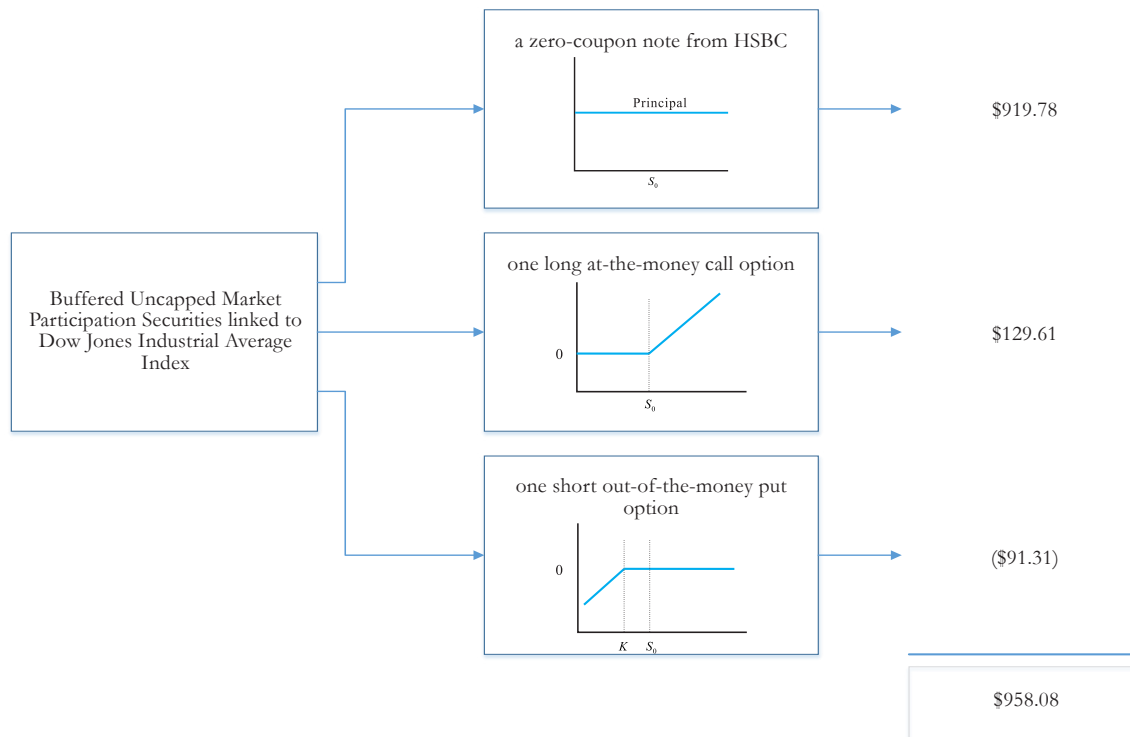 a zero-coupon note from HSBC
Principal
S₀
$919.78
Buffered Uncapped Market
Participation Securities linked to
Dow Jones Industrial Average
Index
one long at-the-money call option
0
S₀
$129.61
one short out-of-the-money put
option
0
K S₀
($91.31)
$958.08